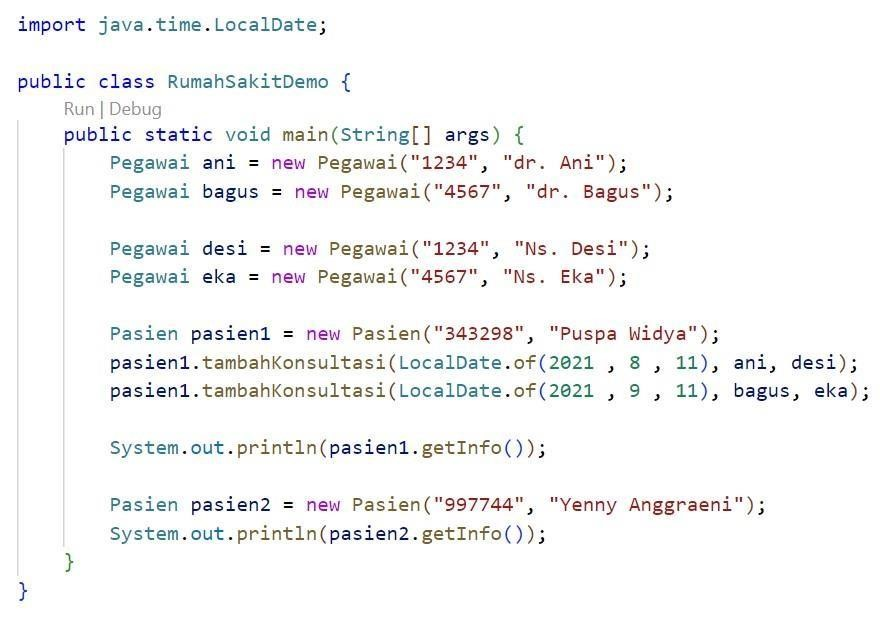 import java.time.LocalDate;
public class RumahSakitDemo {
Run | Debug
public static void main(String[] args) {
Pegawai ani = new Pegawai("1234", "dr. Ani");
Pegawai bagus = new Pegawai("4567", "dr. Bagus");
Pegawai desi = new Pegawai("1234", "Ns. Desi");
Pegawai eka = new Pegawai("4567", "Ns. Eka");
Pasien pasien1 = new Pasien("343298", "Puspa Widya");
pasien1.tambahKonsultasi(LocalDate.of(2021 , 8 , 11), ani, desi);
pasien1.tambahKonsultasi(LocalDate.of(2021 , 9 , 11), bagus, eka);
System.out.println(pasien1.getInfo());
Pasien pasien2 = new Pasien("997744", "Yenny Anggraeni");
System.out.println(pasien2.getInfo());
}
}